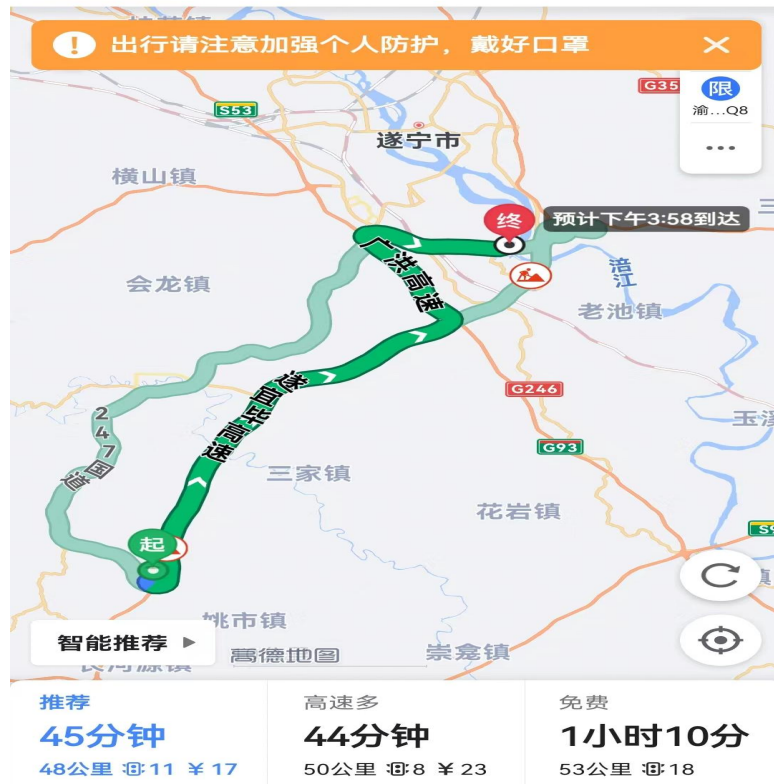 出行请注意加强个人防护，戴好口罩
S53
G35
限
渝...Q8
遂宁市
横山镇
终
预计下午3:58到达
三
广洪高速
涪江
会龙镇
老池镇
遂宜毕高速
G246
247国道
玉溪
G93
三家镇
花岩镇
S9
起
镇
姚市镇
智能推荐
高德地图
崇龛镇
推荐
高速多
免费
45分钟
44分钟
1小时10分
48公里 11 ¥17
50公里 8 ¥23
53公里 18